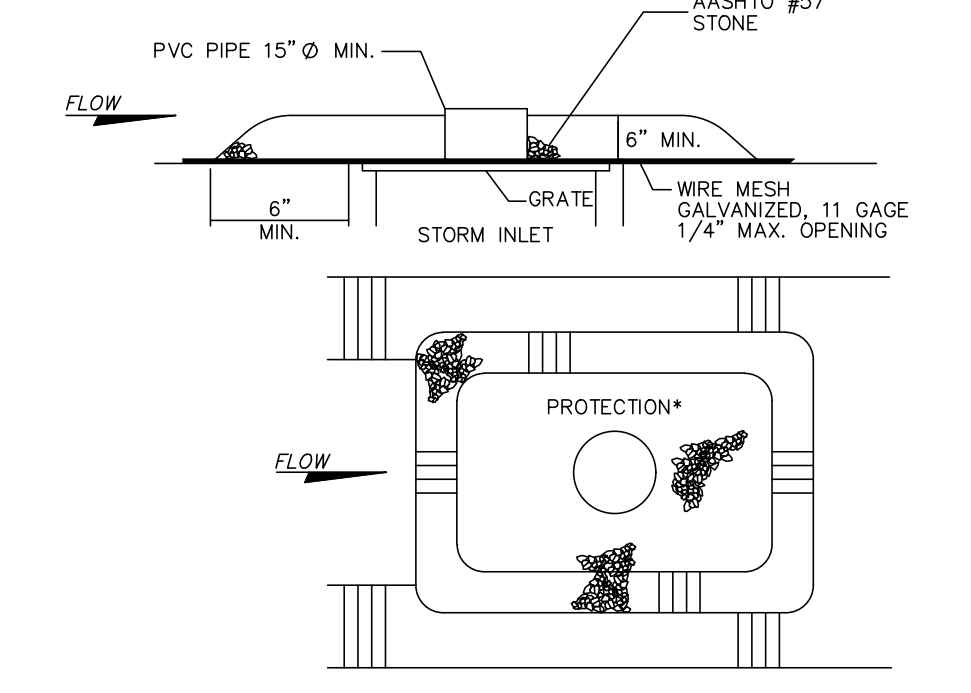 AASHTO #57
STONE
PVC PIPE 15" Ø MIN.
FLOW
6" MIN.
WIRE MESH
GALVANIZED, 11 GAGE
1/4" MAX. OPENING
GRATE
6"
MIN.
STORM INLET
PROTECTION*
FLOW